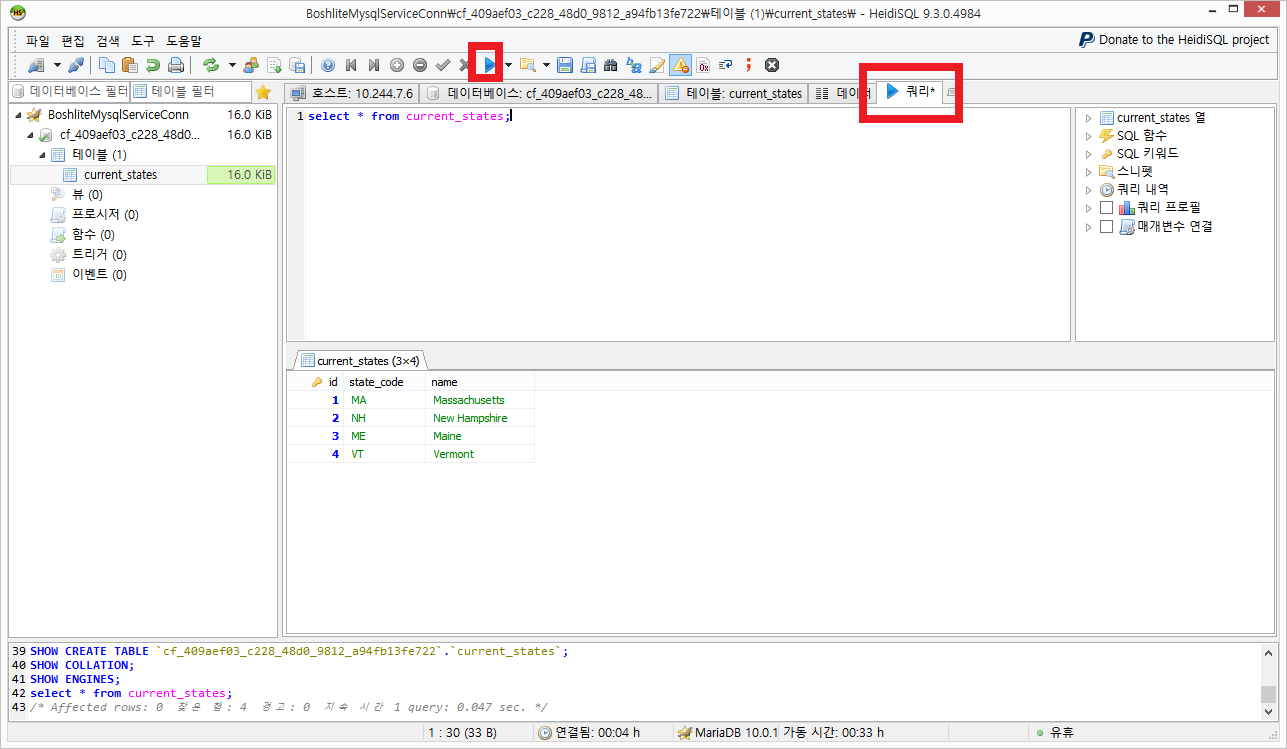 BoshliteMysqlServiceConn₩cf_409aef03_c228_48d0_9812_a94fb13fe722₩테이블 (1)₩current_states₩ - HeidiSQL 9.3.0.4984
파일 편집 검색 도구 도움말
Donate to the HeidiSQL project
데이터베이스 필터 테이블 필터
호스트: 10.244.7.6 데이터베이스: cf_409aef03_c228_48... 테이블: current_states 데이터 쿼리*
BoshliteMysqlServiceConn 16.0 KiB
cf_409aef03_c228_48d0... 16.0 KiB
테이블 (1)
current_states 16.0 KiB
뷰 (0)
프로시저 (0)
함수 (0)
트리거 (0)
이벤트 (0)
1 select * from current_states;
current_states 열
SQL 함수
SQL 키워드
스니펫
쿼리 내역
쿼리 프로필
매개변수 연결
current_states (3×4)
id state_code name
1 MA Massachusetts
2 NH New Hampshire
3 ME Maine
4 VT Vermont
39 SHOW CREATE TABLE `cf_409aef03_c228_48d0_9812_a94fb13fe722`.`current_states`;
40 SHOW COLLATION;
41 SHOW ENGINES;
42 select * from current_states;
43 /* Affected rows: 0 찾은 행: 4 경고: 0 지속 시간 1 query: 0.047 sec. */
1 : 30 (33 B) 연결됨: 00:04 h MariaDB 10.0.1 가동 시간: 00:33 h 유휴